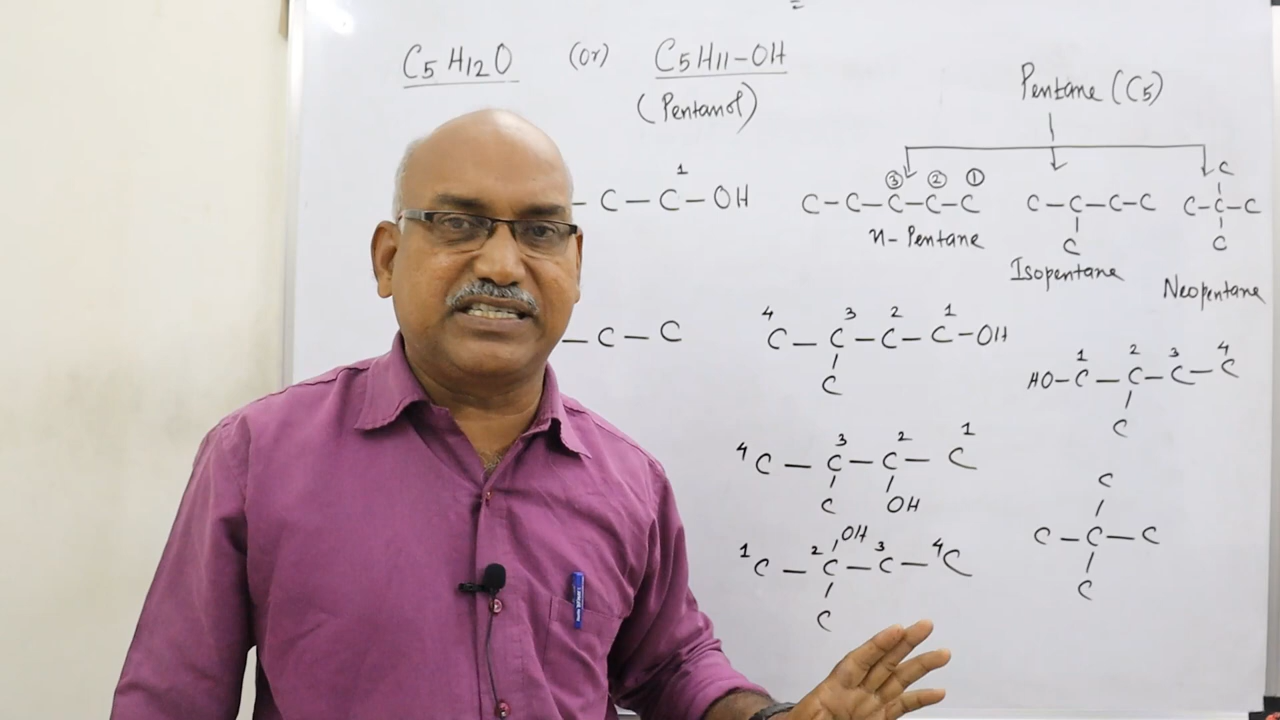 C5H12O (or) C5H11-OH
(Pentanol)
Pentane (C5)
1
– C – C – OH
③ ② ①
C – C – C – C – C
n-Pentane
C – C – C – C
C
Isopentane
C
C – C – C
C
Neopentane
– C – C
4 3 2 1
C – C – C – C – OH
C
1 2 3 4
HO – C – C – C – C
C
4 3 2 1
C – C – C – C
C OH
OH
1 2 3 4
C – C – C – C
C
C
C – C – C
C